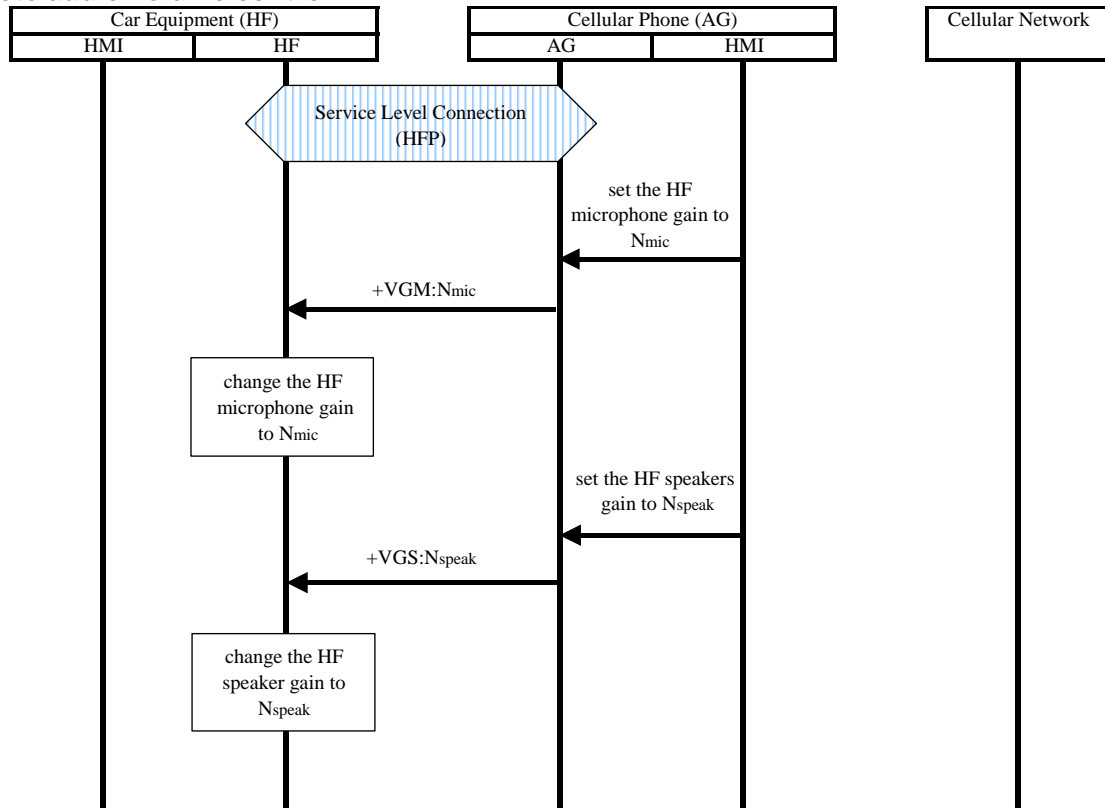 Car Equipment (HF)
Cellular Phone (AG)
Cellular Network
HMI
HF
AG
HMI
Service Level Connection
(HFP)
set the HF
microphone gain to
Nmic
+VGM:Nmic
change the HF
microphone gain
to Nmic
set the HF speakers
gain to Nspeak
+VGS:Nspeak
change the HF
speaker gain to
Nspeak